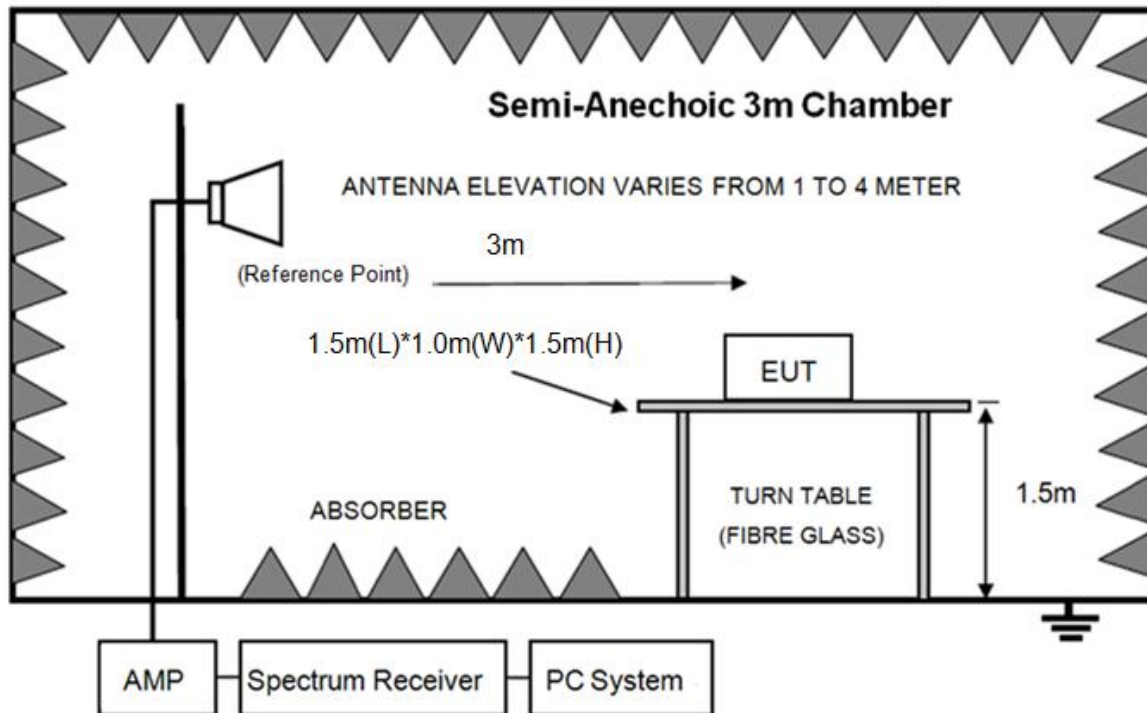 Semi-Anechoic 3m Chamber
ANTENNA ELEVATION VARIES FROM 1 TO 4 METER
3m
(Reference Point)
1.5m(L)*1.0m(W)*1.5m(H)
EUT
ABSORBER
TURN TABLE
(FIBRE GLASS)
1.5m
AMP
Spectrum Receiver
PC System